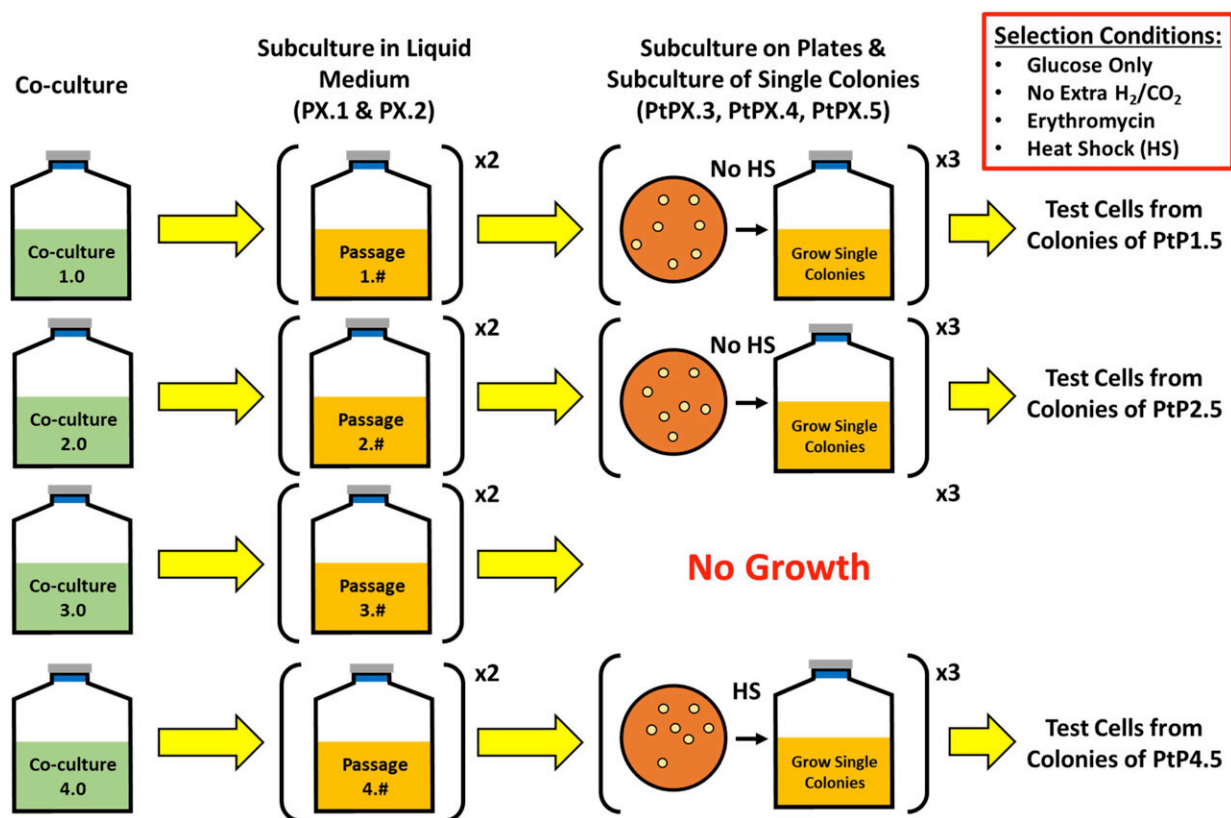 Co-culture
Subculture in Liquid
Medium
(PX.1 & PX.2)
Subculture on Plates &
Subculture of Single Colonies
(PtPX.3, PtPX.4, PtPX.5)
Selection Conditions:
• Glucose Only
• No Extra H₂/CO₂
• Erythromycin
• Heat Shock (HS)
Co-culture
1.0
Passage
1.#
x2
No HS
Grow Single
Colonies
x3
Test Cells from
Colonies of PtP1.5
Co-culture
2.0
Passage
2.#
x2
No HS
Grow Single
Colonies
x3
Test Cells from
Colonies of PtP2.5
Co-culture
3.0
Passage
3.#
x2
No Growth
x3
Co-culture
4.0
Passage
4.#
x2
HS
Grow Single
Colonies
x3
Test Cells from
Colonies of PtP4.5